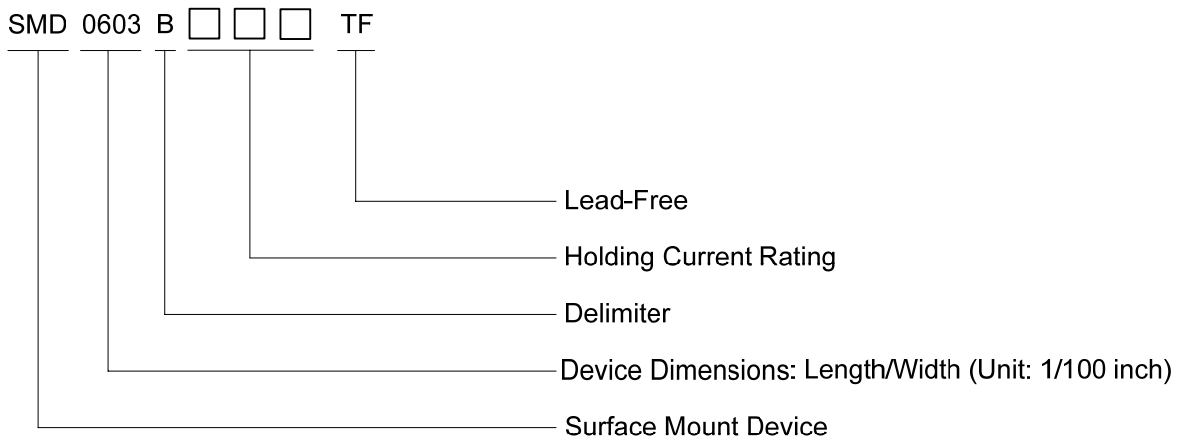 SMD 0603 B □ □ □ TF
Lead-Free
Holding Current Rating
Delimiter
Device Dimensions: Length/Width (Unit: 1/100 inch)
Surface Mount Device